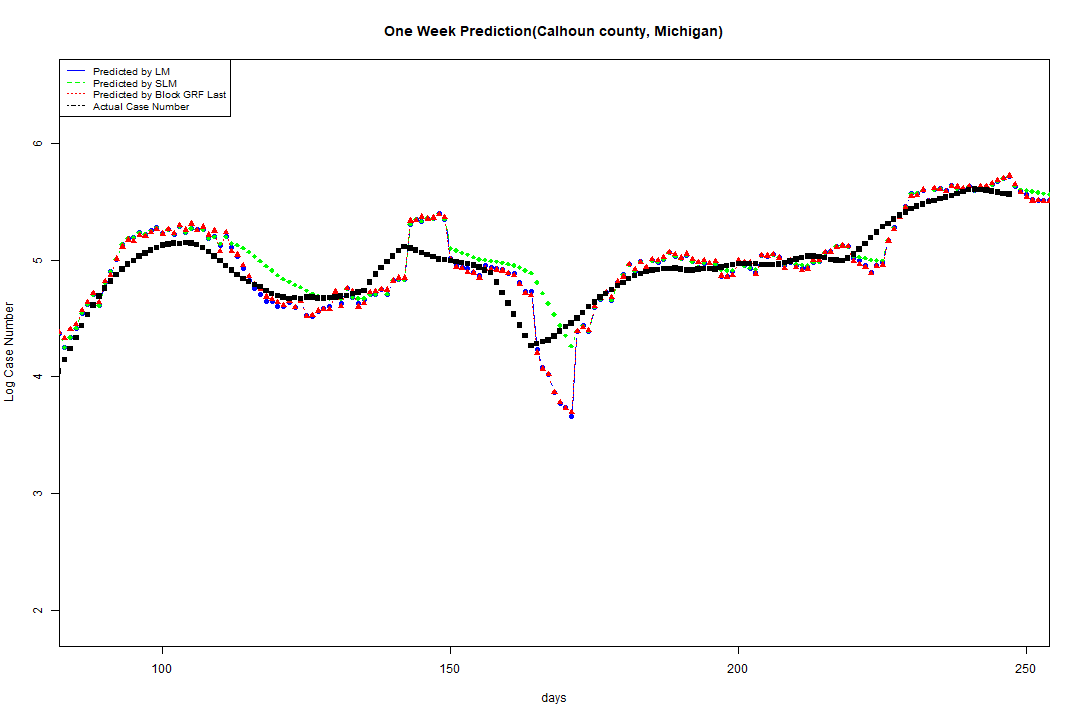 One Week Prediction(Calhoun county, Michigan)
Predicted by LM
Predicted by SLM
Predicted by Block GRF Last
Actual Case Number
6
5
4
3
2
Log Case Number
100
150
200
250
days